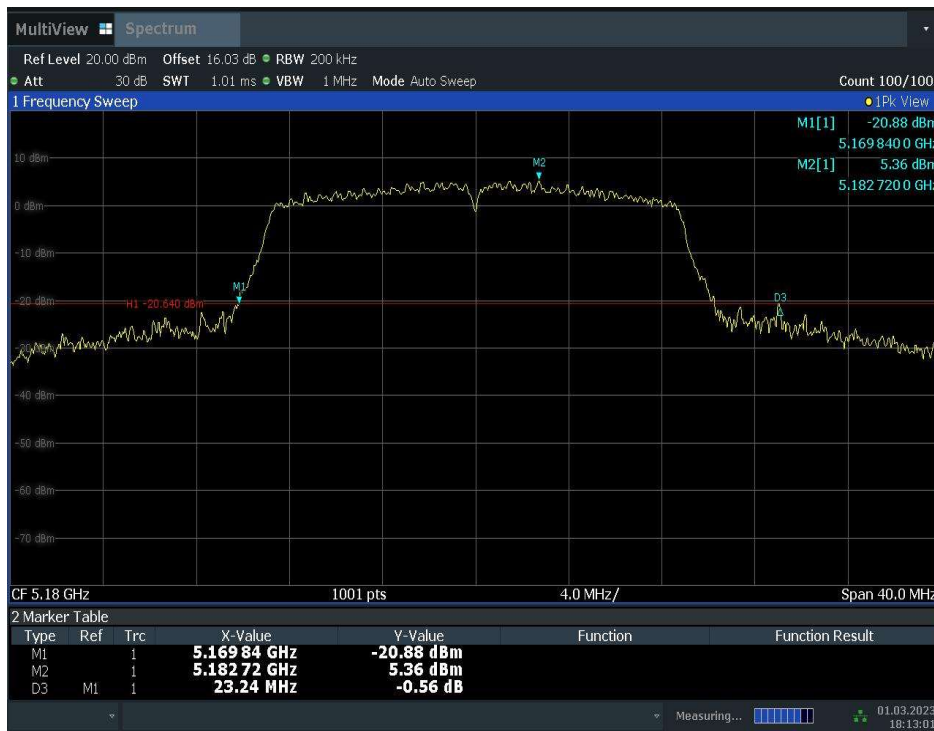 MultiView Spectrum
Ref Level 20.00 dBm Offset 16.03 dB RBW 200 kHz
Att 30 dB SWT 1.01 ms VBW 1 MHz Mode Auto Sweep Count 100/100
1 Frequency Sweep 1Pk View
M1[1] -20.88 dBm
5.169 840 0 GHz
M2[1] 5.36 dBm
5.182 720 0 GHz
10 dBm
M2
0 dBm
-10 dBm
M1
-20 dBm
H1 -20.640 dBm
D3
-30 dBm
-40 dBm
-50 dBm
-60 dBm
-70 dBm
CF 5.18 GHz 1001 pts 4.0 MHz/ Span 40.0 MHz
2 Marker Table
Type Ref Trc X-Value Y-Value Function Function Result
M1 1 5.169 84 GHz -20.88 dBm
M2 1 5.182 72 GHz 5.36 dBm
D3 M1 1 23.24 MHz -0.56 dB
Measuring... 01.03.2023
18:13:01